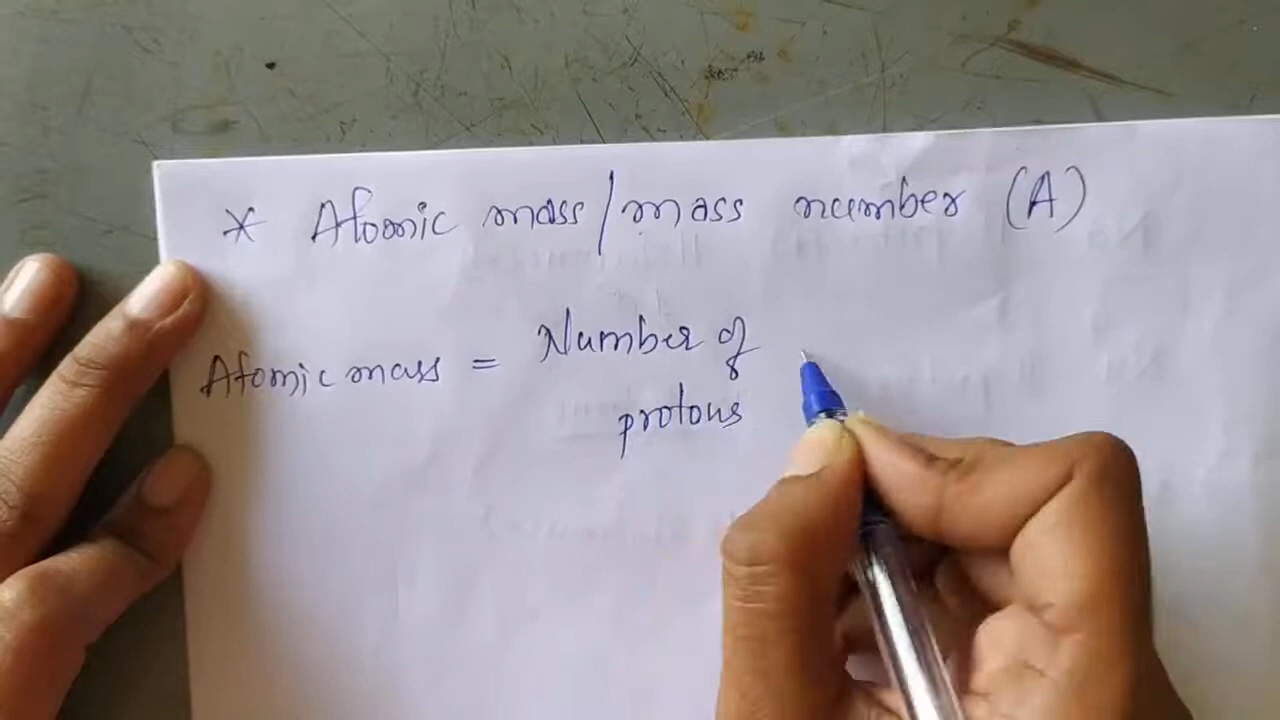 * Atomic mass/mass number (A)
Atomic mass = Number of
protons